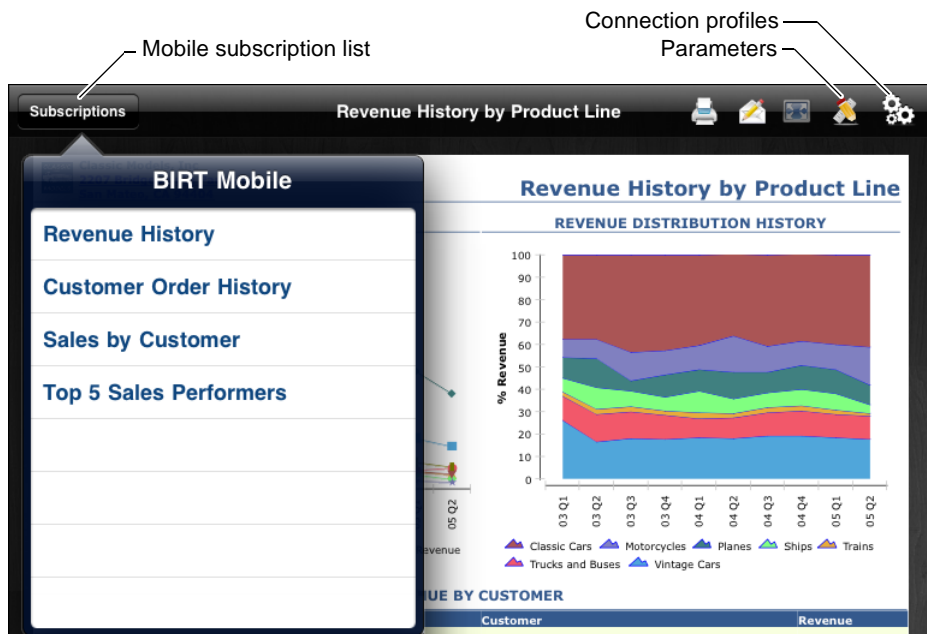 Connection profiles
Mobile subscription list
Parameters
Subscriptions
Revenue History by Product Line
BIRT Mobile
Revenue History
Customer Order History
Sales by Customer
Top 5 Sales Performers
Revenue History by Product Line
REVENUE DISTRIBUTION HISTORY
% Revenue
100
90
80
70
60
50
40
30
20
10
0
05 Q2
03 Q1
03 Q2
03 Q3
03 Q4
04 Q1
04 Q2
04 Q3
04 Q4
05 Q1
05 Q2
evenue
Classic Cars Motorcycles Planes Ships Trains
Trucks and Buses Vintage Cars
UE BY CUSTOMER
Customer Revenue